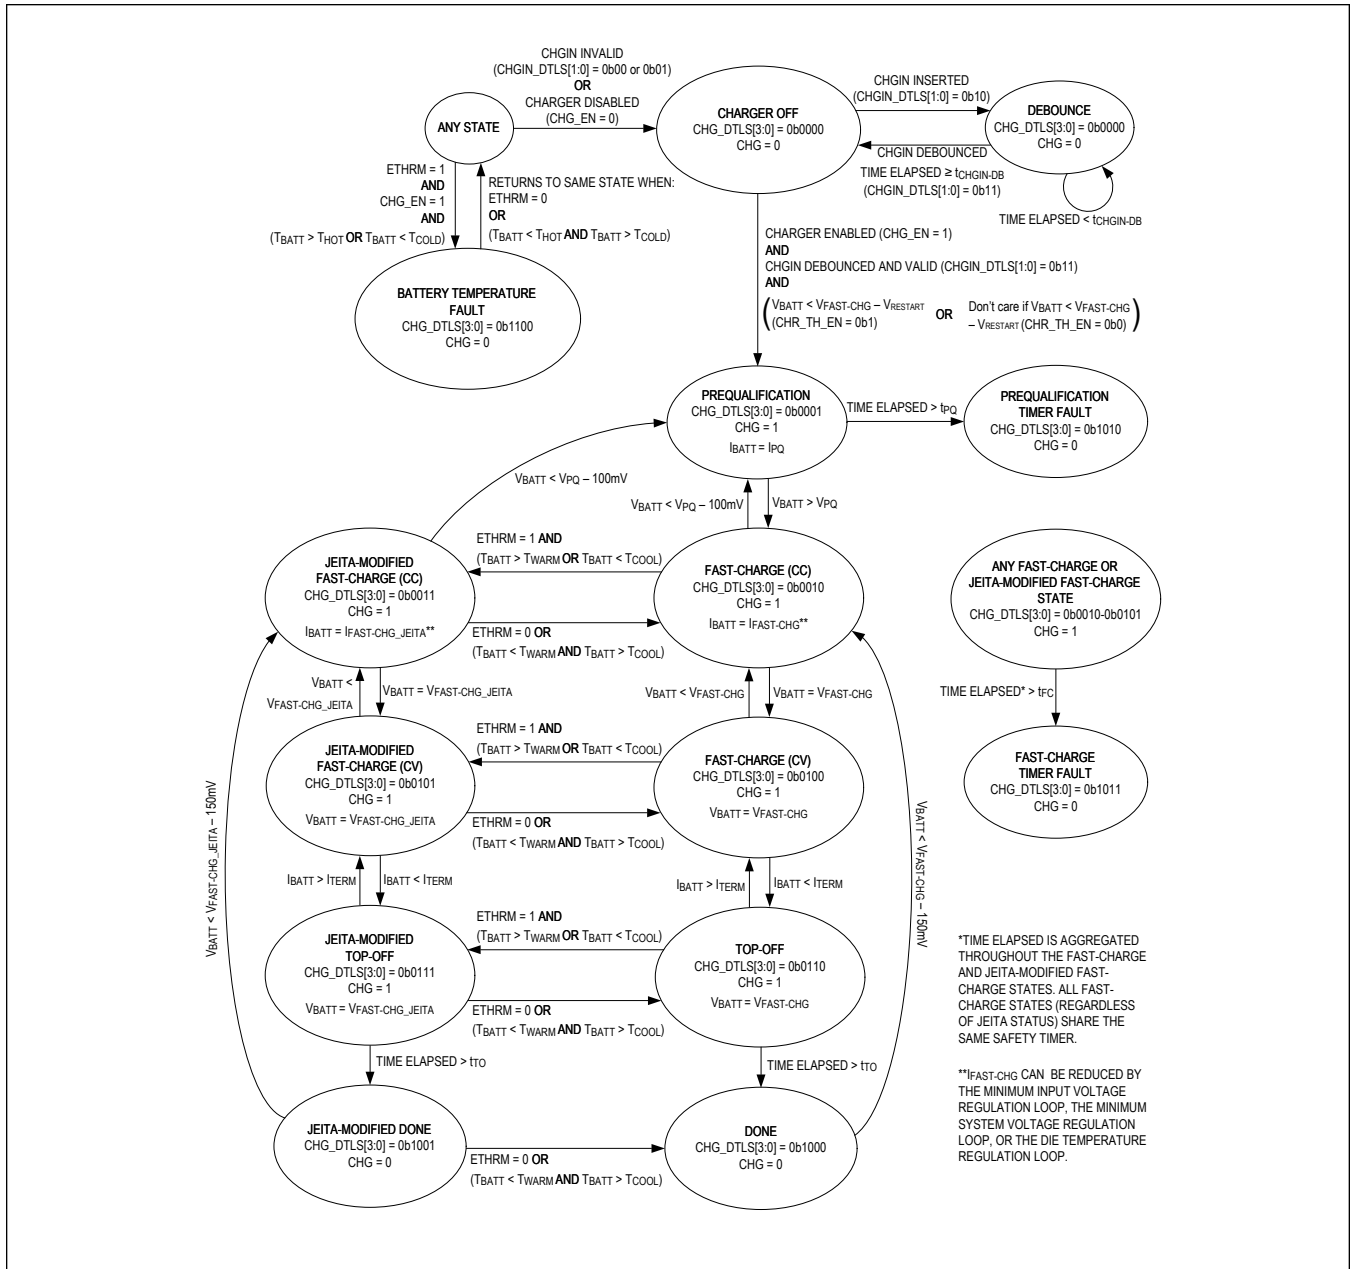 CHGIN INVALID
(CHGIN_DTLS[1:0] = 0b00 or 0b01)
OR
CHARGER DISABLED
(CHG_EN = 0)
ANY STATE
CHARGER OFF
CHG_DTLS[3:0] = 0b0000
CHG = 0
CHGIN INSERTED
(CHGIN_DTLS[1:0] = 0b10)
DEBOUNCE
CHG_DTLS[3:0] = 0b0000
CHG = 0
CHGIN DEBOUNCED
TIME ELAPSED ≥ tCHGIN-DB
(CHGIN_DTLS[1:0] = 0b11)
TIME ELAPSED < tCHGIN-DB
ETHRM = 1
AND
CHG_EN = 1
AND
(TBATT > THOT OR TBATT < TCOLD)
RETURNS TO SAME STATE WHEN:
ETHRM = 0
OR
(TBATT < THOT AND TBATT > TCOLD)
BATTERY TEMPERATURE
FAULT
CHG_DTLS[3:0] = 0b1100
CHG = 0
CHARGER ENABLED (CHG_EN = 1)
AND
CHGIN DEBOUNCED AND VALID (CHGIN_DTLS[1:0] = 0b11)
AND
(VBATT < VFAST-CHG – VRESTART
(CHR_TH_EN = 0b1)
OR
Don't care if VBATT < VFAST-CHG
– VRESTART (CHR_TH_EN = 0b0))
PREQUALIFICATION
CHG_DTLS[3:0] = 0b0001
CHG = 1
IBATT = IPQ
TIME ELAPSED > tPQ
PREQUALIFICATION
TIMER FAULT
CHG_DTLS[3:0] = 0b1010
CHG = 0
VBATT < VPQ – 100mV
VBATT < VPQ – 100mV
VBATT > VPQ
JEITA-MODIFIED
FAST-CHARGE (CC)
CHG_DTLS[3:0] = 0b0011
CHG = 1
IBATT = IFAST-CHG_JEITA**
ETHRM = 1 AND
(TBATT > TWARM OR TBATT < TCOOL)
ETHRM = 0 OR
(TBATT < TWARM AND TBATT > TCOOL)
FAST-CHARGE (CC)
CHG_DTLS[3:0] = 0b0010
CHG = 1
IBATT = IFAST-CHG**
ANY FAST-CHARGE OR
JEITA-MODIFIED FAST-CHARGE
STATE
CHG_DTLS[3:0] = 0b0010-0b0101
CHG = 1
TIME ELAPSED* > tFC
FAST-CHARGE
TIMER FAULT
CHG_DTLS[3:0] = 0b1011
CHG = 0
VBATT <
VFAST-CHG_JEITA
VBATT = VFAST-CHG_JEITA
VBATT < VFAST-CHG
VBATT = VFAST-CHG
JEITA-MODIFIED
FAST-CHARGE (CV)
CHG_DTLS[3:0] = 0b0101
CHG = 1
VBATT = VFAST-CHG_JEITA
ETHRM = 1 AND
(TBATT > TWARM OR TBATT < TCOOL)
ETHRM = 0 OR
(TBATT < TWARM AND TBATT > TCOOL)
FAST-CHARGE (CV)
CHG_DTLS[3:0] = 0b0100
CHG = 1
VBATT = VFAST-CHG
VBATT < VFAST-CHG_JEITA – 150mV
VBATT < VFAST-CHG – 150mV
IBATT > ITERM
IBATT < ITERM
IBATT > ITERM
IBATT < ITERM
JEITA-MODIFIED
TOP-OFF
CHG_DTLS[3:0] = 0b0111
CHG = 1
VBATT = VFAST-CHG_JEITA
ETHRM = 1 AND
(TBATT > TWARM OR TBATT < TCOOL)
ETHRM = 0 OR
(TBATT < TWARM AND TBATT > TCOOL)
TOP-OFF
CHG_DTLS[3:0] = 0b0110
CHG = 1
VBATT = VFAST-CHG
TIME ELAPSED > tTO
TIME ELAPSED > tTO
JEITA-MODIFIED DONE
CHG_DTLS[3:0] = 0b1001
CHG = 0
ETHRM = 0 OR
(TBATT < TWARM AND TBATT > TCOOL)
DONE
CHG_DTLS[3:0] = 0b1000
CHG = 0
*TIME ELAPSED IS AGGREGATED
THROUGHOUT THE FAST-CHARGE
AND JEITA-MODIFIED FAST-
CHARGE STATES. ALL FAST-
CHARGE STATES (REGARDLESS
OF JEITA STATUS) SHARE THE
SAME SAFETY TIMER.
**IFAST-CHG CAN BE REDUCED BY
THE MINIMUM INPUT VOLTAGE
REGULATION LOOP, THE MINIMUM
SYSTEM VOLTAGE REGULATION
LOOP, OR THE DIE TEMPERATURE
REGULATION LOOP.